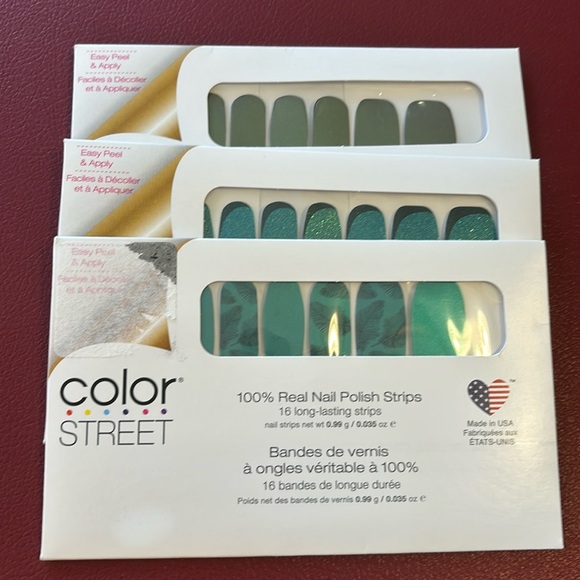 Easy Peel
& Apply
Faciles à Décoller
et à Appliquer
Easy Peel
& Apply
Faciles à Décoller
et à Appliquer
Easy Peel
& Apply
Faciles à
et à
color®
STREET
100% Real Nail Polish Strips
16 long-lasting strips
nail strips net wt 0.99 g / 0.035 oz ℮
Bandes de vernis
à ongles véritable à 100%
16 bandes de longue durée
Poids net des bandes de vernis 0.99 g / 0.035 oz ℮
TM
Made in USA
Fabriquées aux
ÉTATS-UNIS